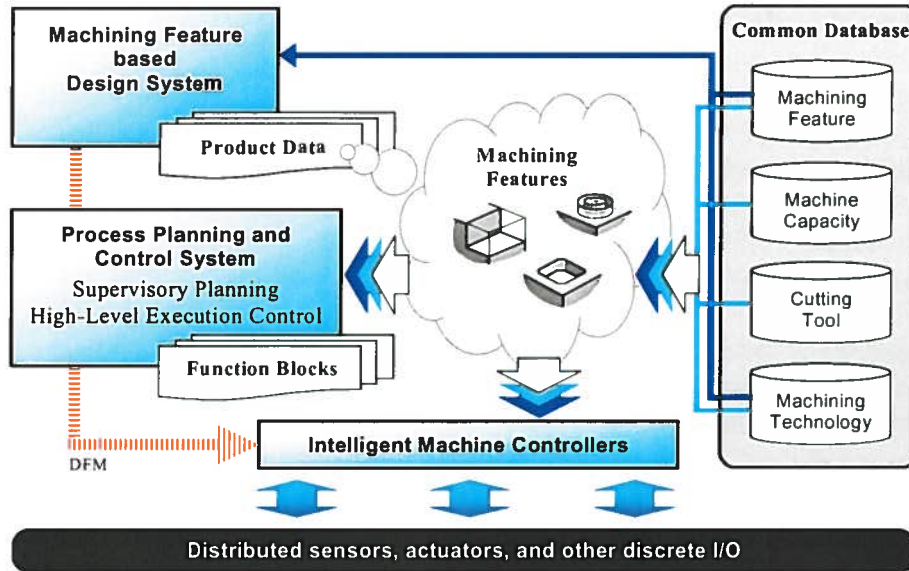 Machining Feature
based
Design System
Product Data
Process Planning and
Control System
Supervisory Planning
High-Level Execution Control
Function Blocks
DFM
Machining
Features
Intelligent Machine Controllers
Common Database
Machining
Feature
Machine
Capacity
Cutting
Tool
Machining
Technology
Distributed sensors, actuators, and other discrete I/O